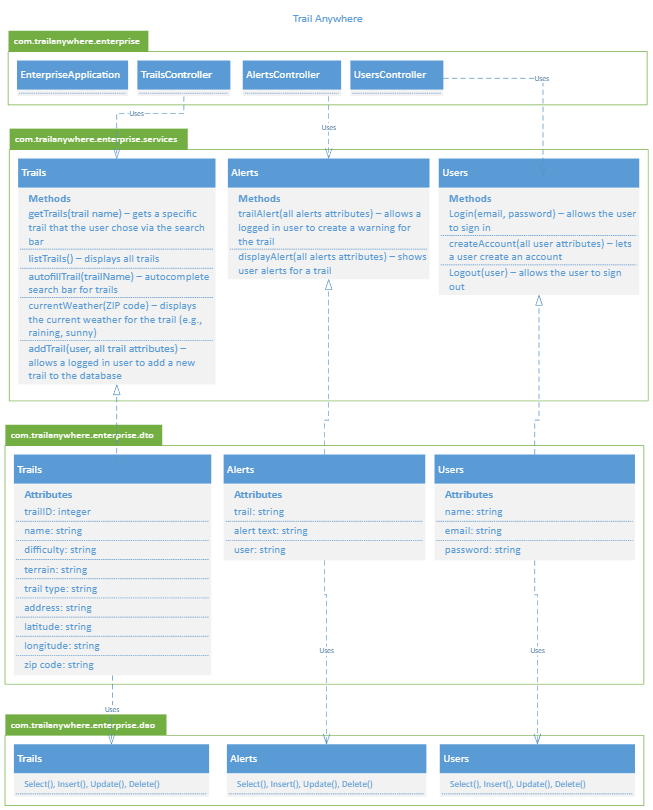 Trail Anywhere
com.trailanywhere.enterprise
EnterpriseApplication
TrailsController
AlertsController
UsersController
Uses
Uses
Uses
com.trailanywhere.enterprise.services
Trails
Methods
getTrails(trail name) – gets a specific
trail that the user chose via the search
bar
listTrails() – displays all trails
autofillTrail(trailName) – autocomplete
search bar for trails
currentWeather(ZIP code) – displays
the current weather for the trail (e.g.,
raining, sunny)
addTrail(user, all trail attributes) –
allows a logged in user to add a new
trail to the database
Alerts
Methods
trailAlert(all alerts attributes) – allows a
logged in user to create a warning for
the trail
displayAlert(all alerts attributes) – shows
user alerts for a trail
Users
Methods
Login(email, password) – allows the user
to sign in
createAccount(all user attributes) – lets
a user create an account
Logout(user) – allows the user to sign
out
com.trailanywhere.enterprise.dto
Trails
Attributes
trailID: integer
name: string
difficulty: string
terrain: string
trail type: string
address: string
latitude: string
longitude: string
zip code: string
Alerts
Attributes
trail: string
alert text: string
user: string
Users
Attributes
name: string
email: string
password: string
Uses
Uses
Uses
com.trailanywhere.enterprise.dao
Trails
Select(), Insert(), Update(), Delete()
Alerts
Select(), Insert(), Update(), Delete()
Users
Select(), Insert(), Update(), Delete()